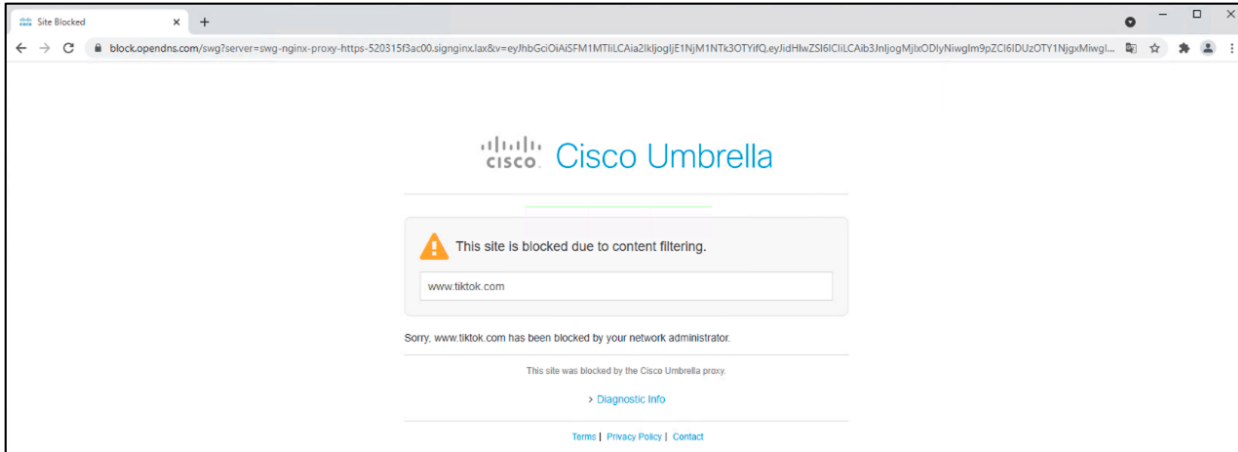 Site Blocked
block.opendns.com/swg?server=swg-nginx-proxy-https-520315f3ac00.signginx.lax&v=
cisco. Cisco Umbrella
This site is blocked due to content filtering.
www.tiktok.com
Sorry, www.tiktok.com has been blocked by your network administrator.
This site was blocked by the Cisco Umbrella proxy.
> Diagnostic Info
Terms | Privacy Policy | Contact